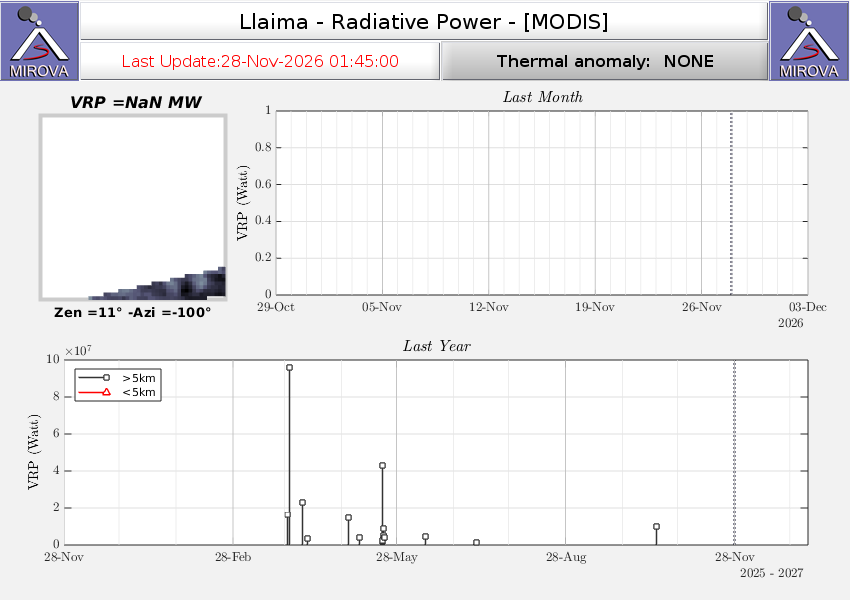 Llaima - Radiative Power - [MODIS]
MIROVA
Last Update:28-Nov-2026 01:45:00
Thermal anomaly: NONE
MIROVA
VRP =NaN MW
Zen =11° -Azi =-100°
Last Month
VRP (Watt)
1
0.8
0.6
0.4
0.2
0
29-Oct 05-Nov 12-Nov 19-Nov 26-Nov 03-Dec
2026
Last Year
×10⁷
VRP (Watt)
10
8
6
4
2
0
>5km
<5km
28-Nov 28-Feb 28-May 28-Aug 28-Nov
2025 - 2027